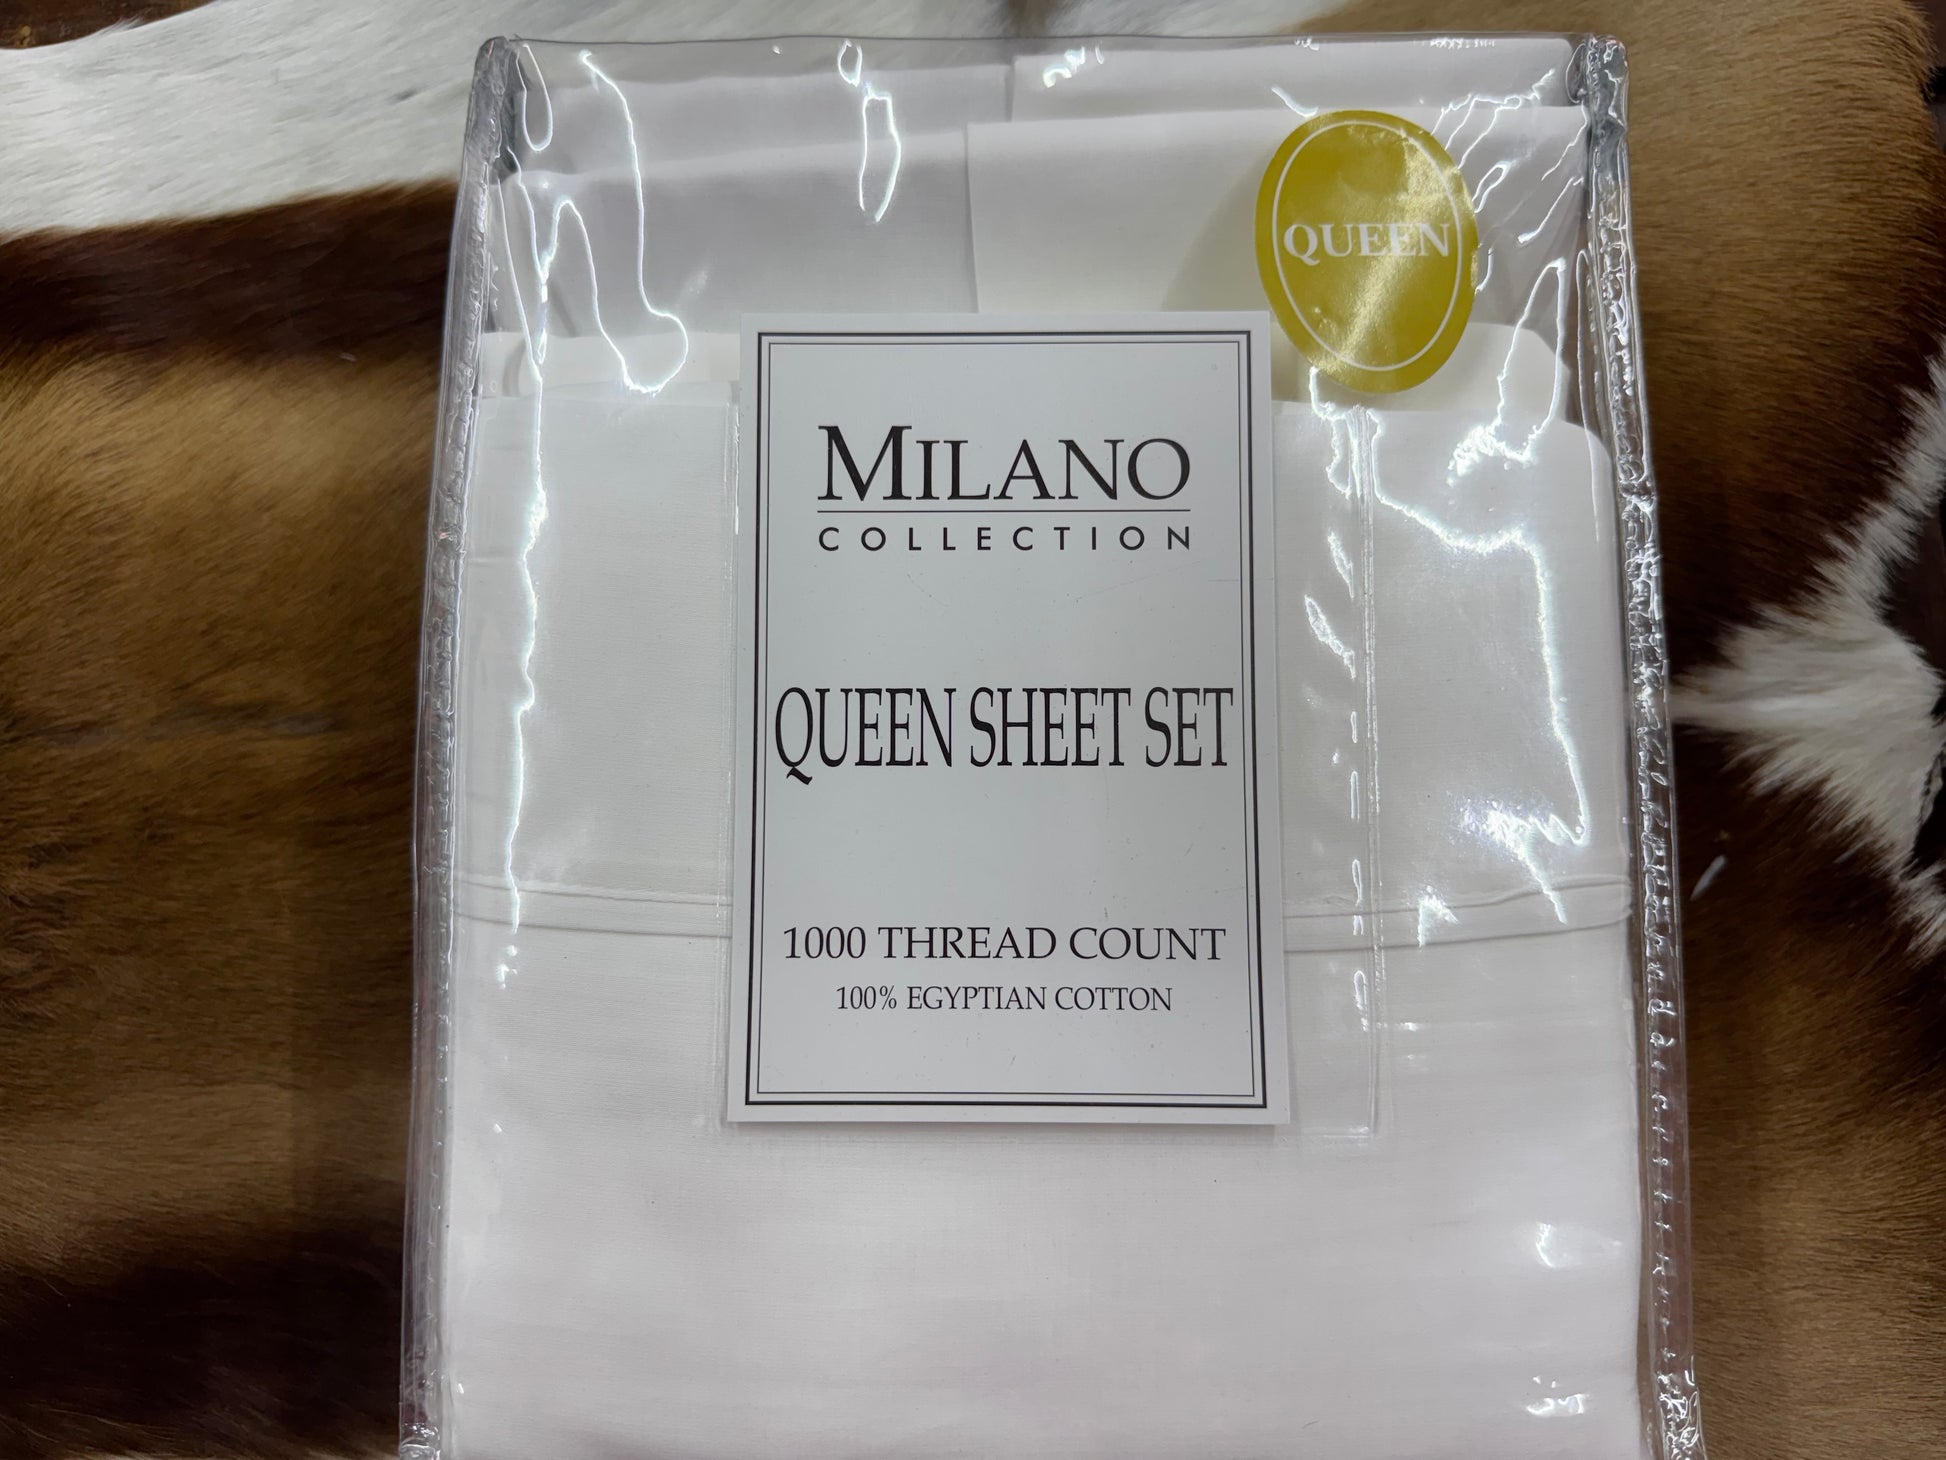 QUEEN
MILANO
COLLECTION
QUEEN SHEET SET
1000 THREAD COUNT
100% EGYPTIAN COTTON